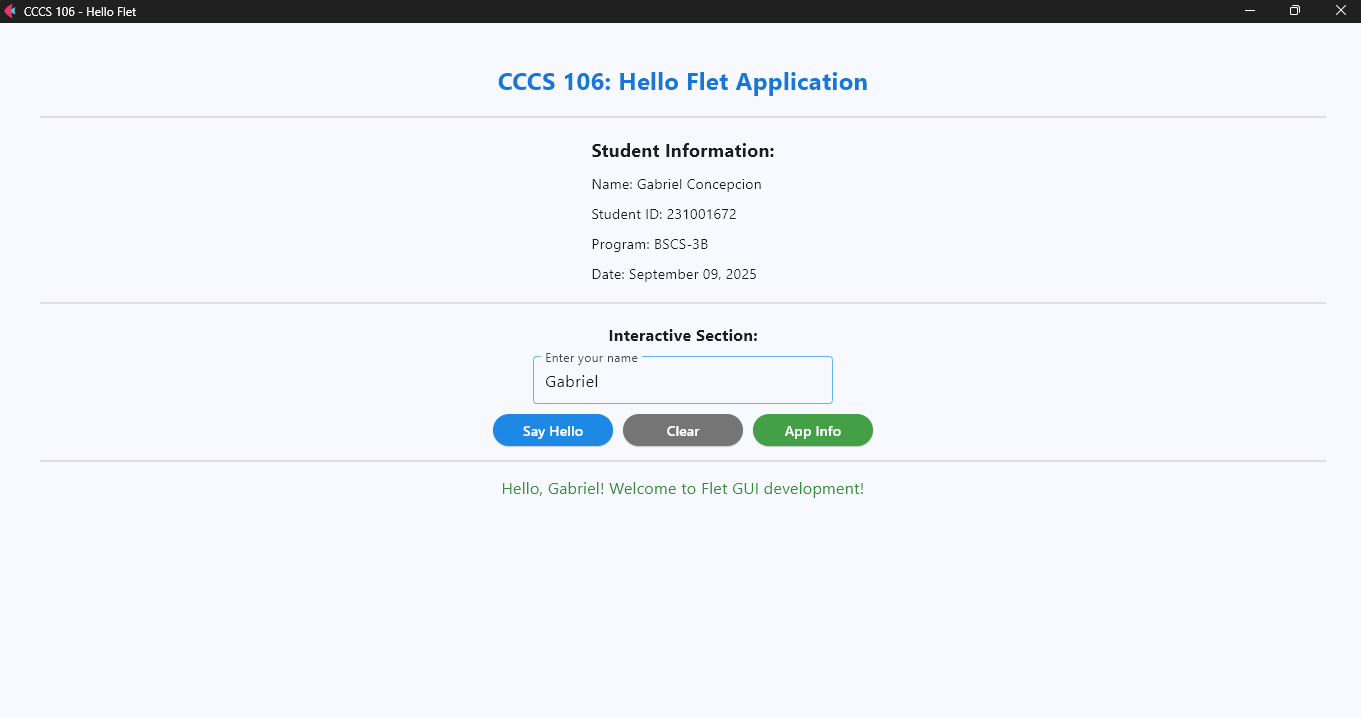 CCCS 106 - Hello Flet
CCCS 106: Hello Flet Application
Student Information:
Name: Gabriel Concepcion
Student ID: 231001672
Program: BSCS-3B
Date: September 09, 2025
Interactive Section:
Enter your name
Gabriel
Say Hello Clear App Info
Hello, Gabriel! Welcome to Flet GUI development!